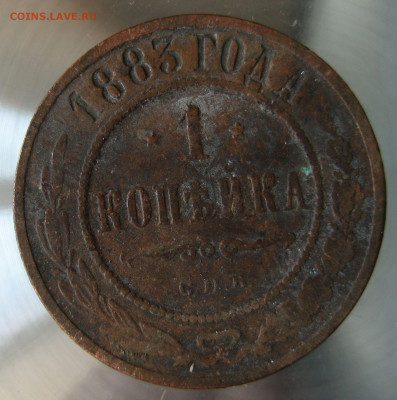 COINS.LAVE.RU
1883 ГОДА
1
КОПѢЙКА
С.П.Б.